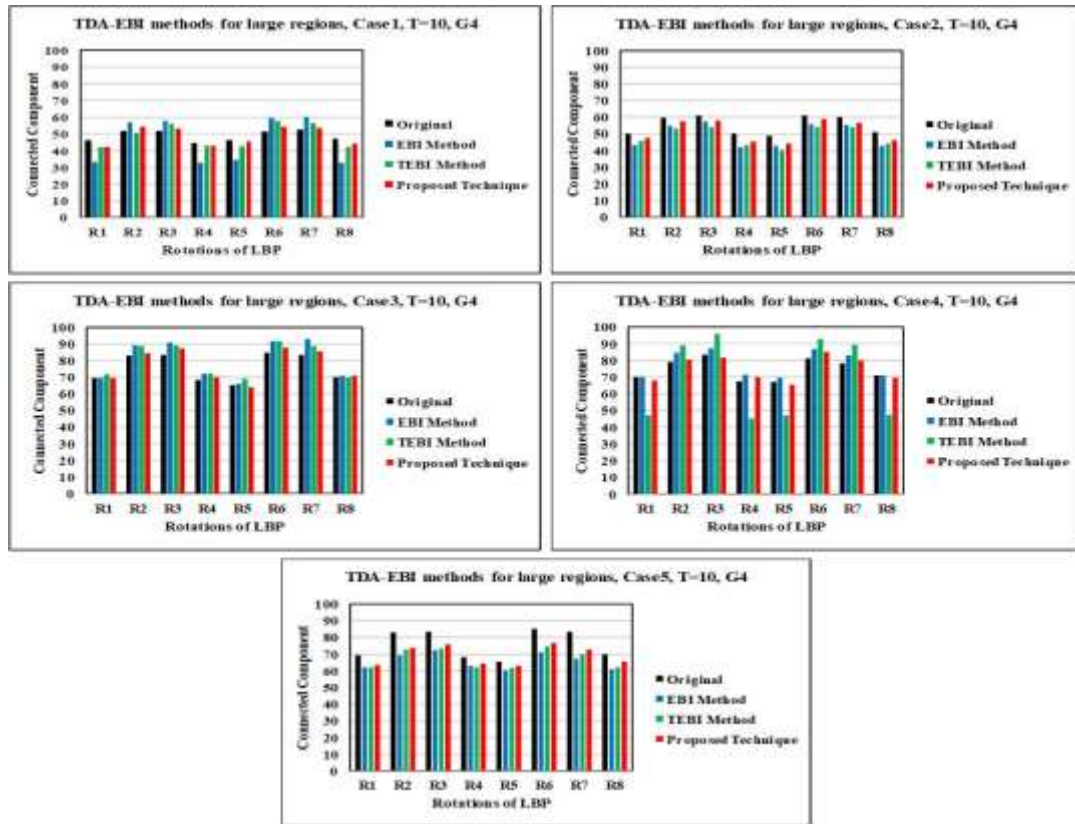 TDA-EBI methods for large regions, Case1, T=10, G4
100
90
80
70
60
50
40
30
20
10
0
Connected Component
R1 R2 R3 R4 R5 R6 R7 R8
Rotations of LBP
Original
EBI Method
TEBI Method
Proposed Technique
TDA-EBI methods for large regions, Case2, T=10, G4
100
90
80
70
60
50
40
30
20
10
0
Connected Component
R1 R2 R3 R4 R5 R6 R7 R8
Rotations of LBP
Original
EBI Method
TEBI Method
Proposed Technique
TDA-EBI methods for large regions, Case3, T=10, G4
100
90
80
70
60
50
40
30
20
10
0
Connected Component
R1 R2 R3 R4 R5 R6 R7 R8
Rotations of LBP
Original
EBI Method
TEBI Method
Proposed Technique
TDA-EBI methods for large regions, Case4, T=10, G4
100
90
80
70
60
50
40
30
20
10
0
Connected Component
R1 R2 R3 R4 R5 R6 R7 R8
Rotations of LBP
Original
EBI Method
TEBI Method
Proposed Technique
TDA-EBI methods for large regions, Case5, T=10, G4
100
90
80
70
60
50
40
30
20
10
0
Connected Component
R1 R2 R3 R4 R5 R6 R7 R8
Rotations of LBP
Original
EBI Method
TEBI Method
Proposed Technique